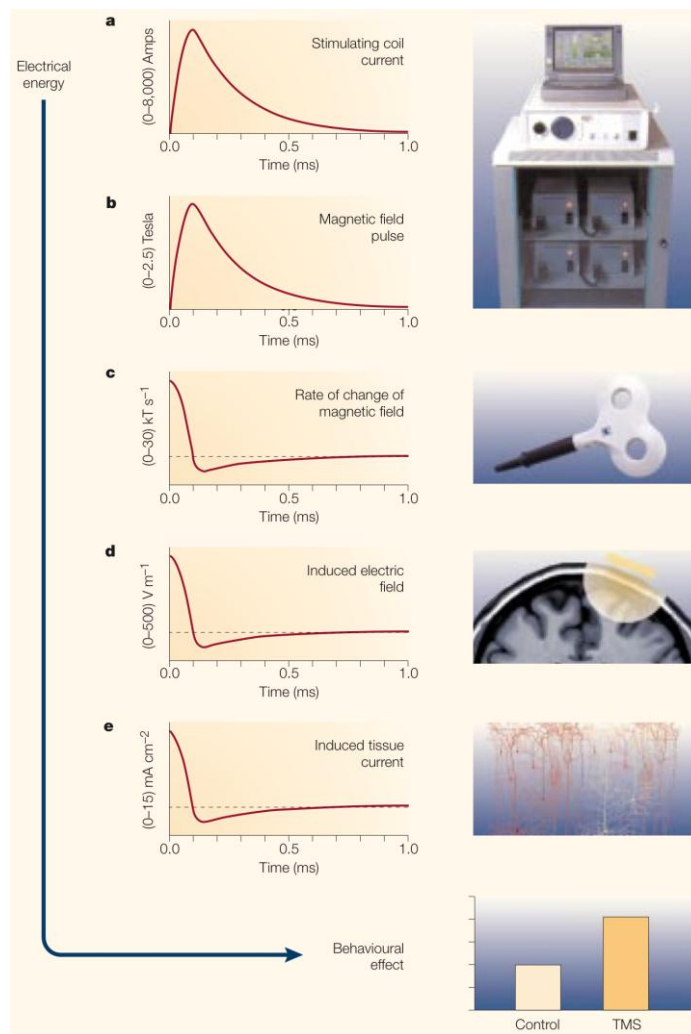 Electrical
energy
a
(0–8,000) Amps
Stimulating coil
current
0.0 0.5 1.0
Time (ms)
b
(0–2.5) Tesla
Magnetic field
pulse
0.0 0.5 1.0
Time (ms)
c
(0–30) kT s⁻¹
Rate of change of
magnetic field
0.0 0.5 1.0
Time (ms)
d
(0–500) V m⁻¹
Induced electric
field
0.0 0.5 1.0
Time (ms)
e
(0–15) mA cm⁻²
Induced tissue
current
0.0 0.5 1.0
Time (ms)
Behavioural
effect
Control TMS